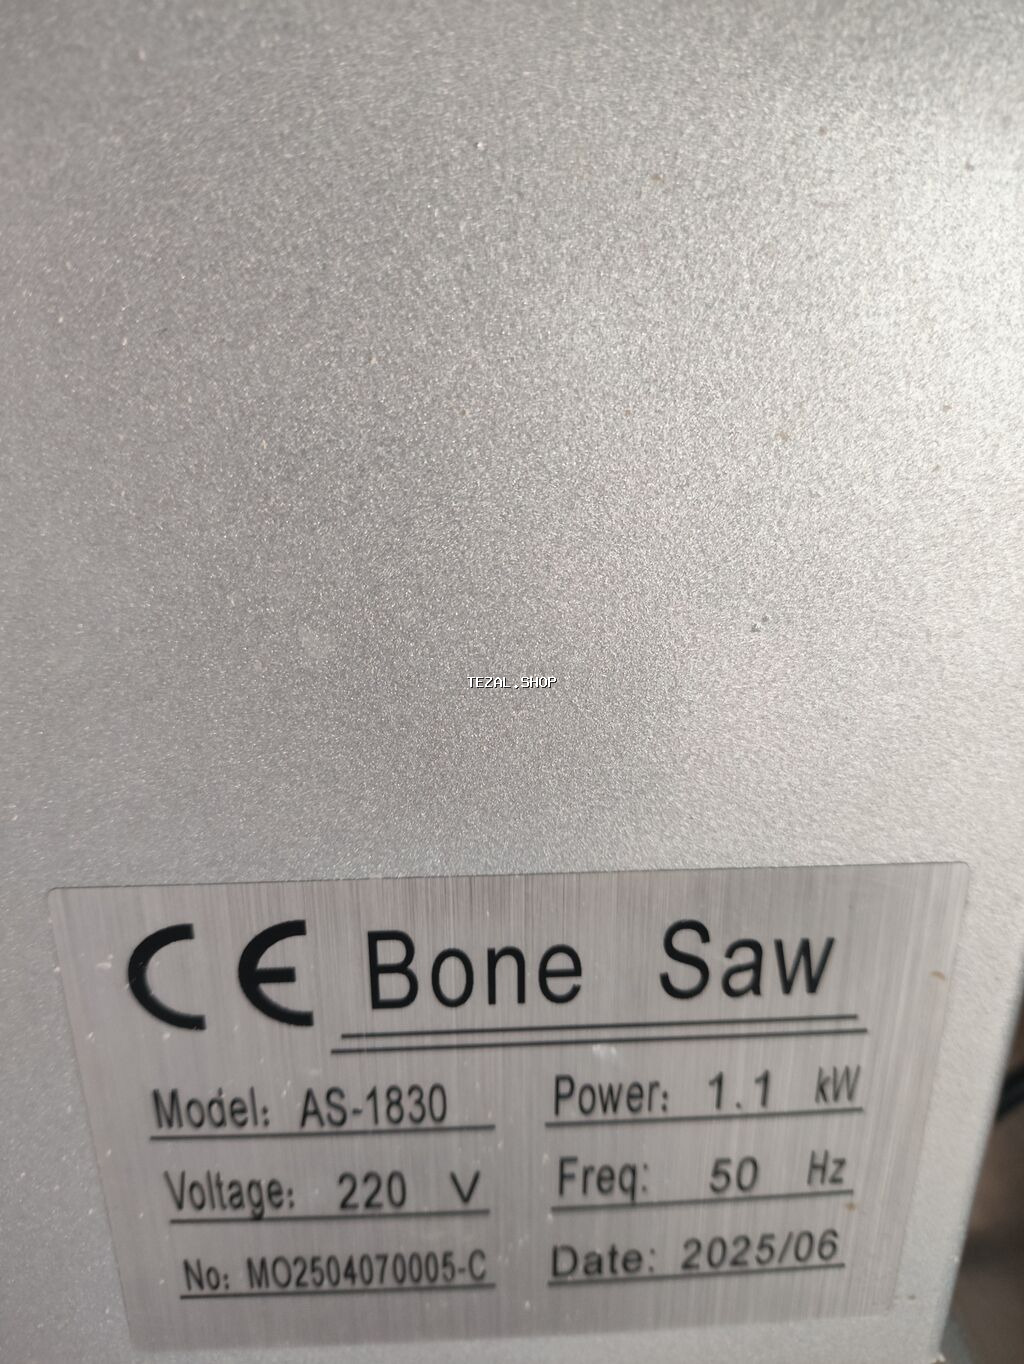 TEZAL.SHOP
CE Bone Saw
Model: AS-1830 Power: 1.1 kW
Voltage: 220 V Freq: 50 Hz
No: MO2504070005-C Date: 2025/06